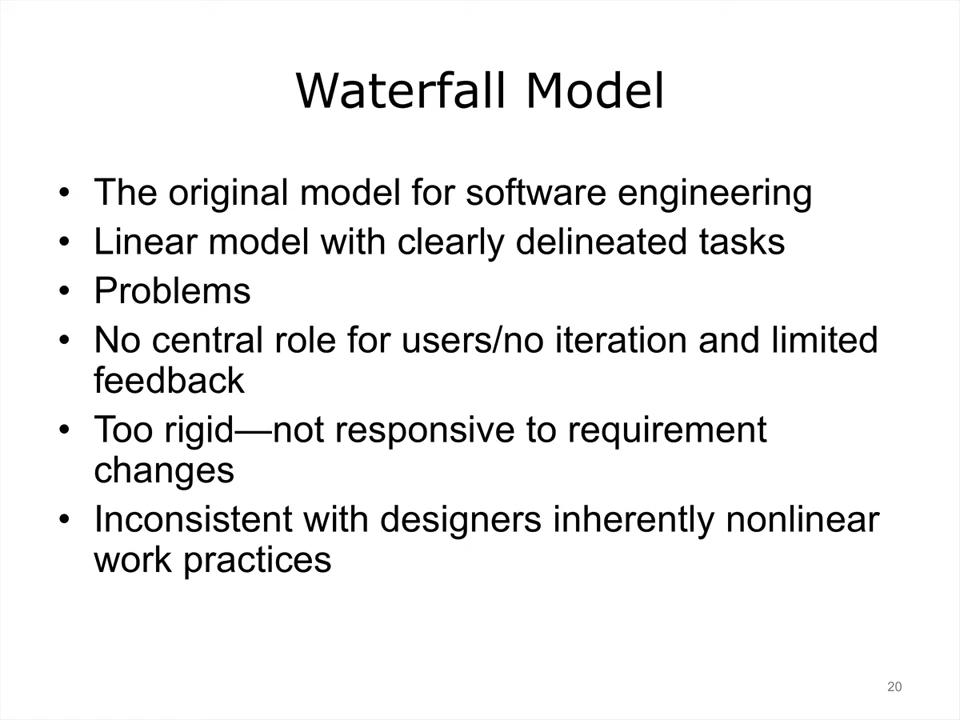 Waterfall Model
• The original model for software engineering
• Linear model with clearly delineated tasks
• Problems
• No central role for users/no iteration and limited
feedback
• Too rigid—not responsive to requirement
changes
• Inconsistent with designers inherently nonlinear
work practices
20